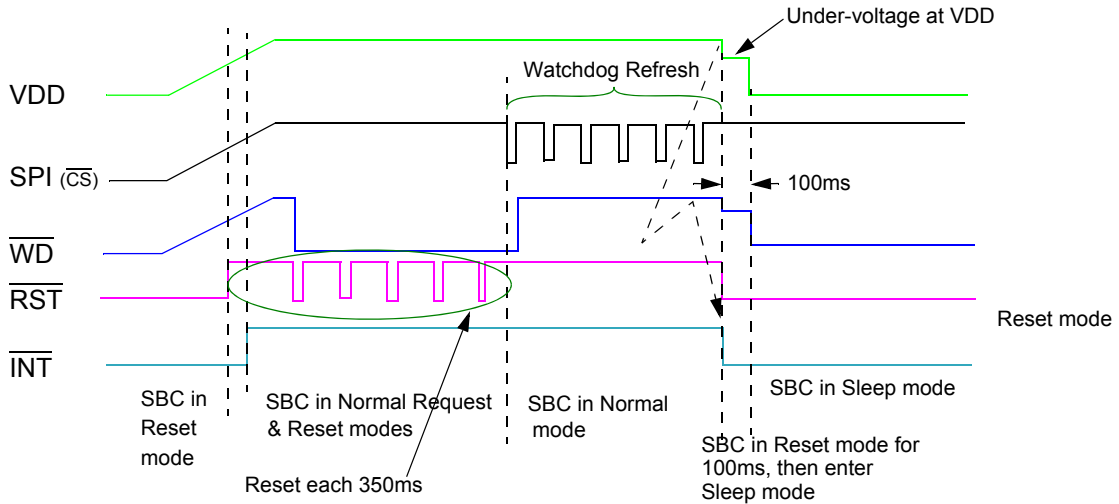 Under-voltage at VDD
Watchdog Refresh
VDD
SPI (CS)
100ms
WD
RST
Reset mode
INT
SBC in
Reset
mode
SBC in Normal Request
& Reset modes
SBC in Normal
mode
SBC in Sleep mode
SBC in Reset mode for
100ms, then enter
Sleep mode
Reset each 350ms